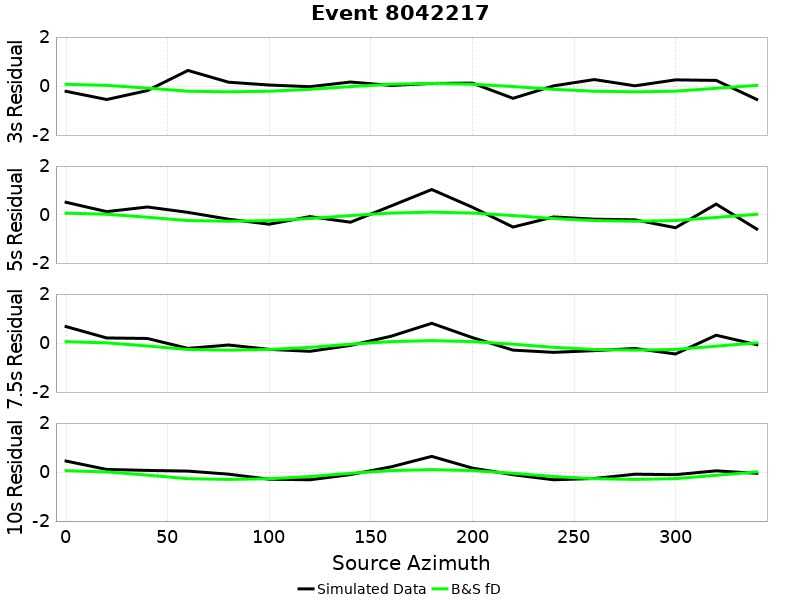 Event 8042217
3s Residual
2
0
-2
5s Residual
2
0
-2
7.5s Residual
2
0
-2
10s Residual
2
0
-2
0 50 100 150 200 250 300
Source Azimuth
Simulated Data B&S fD